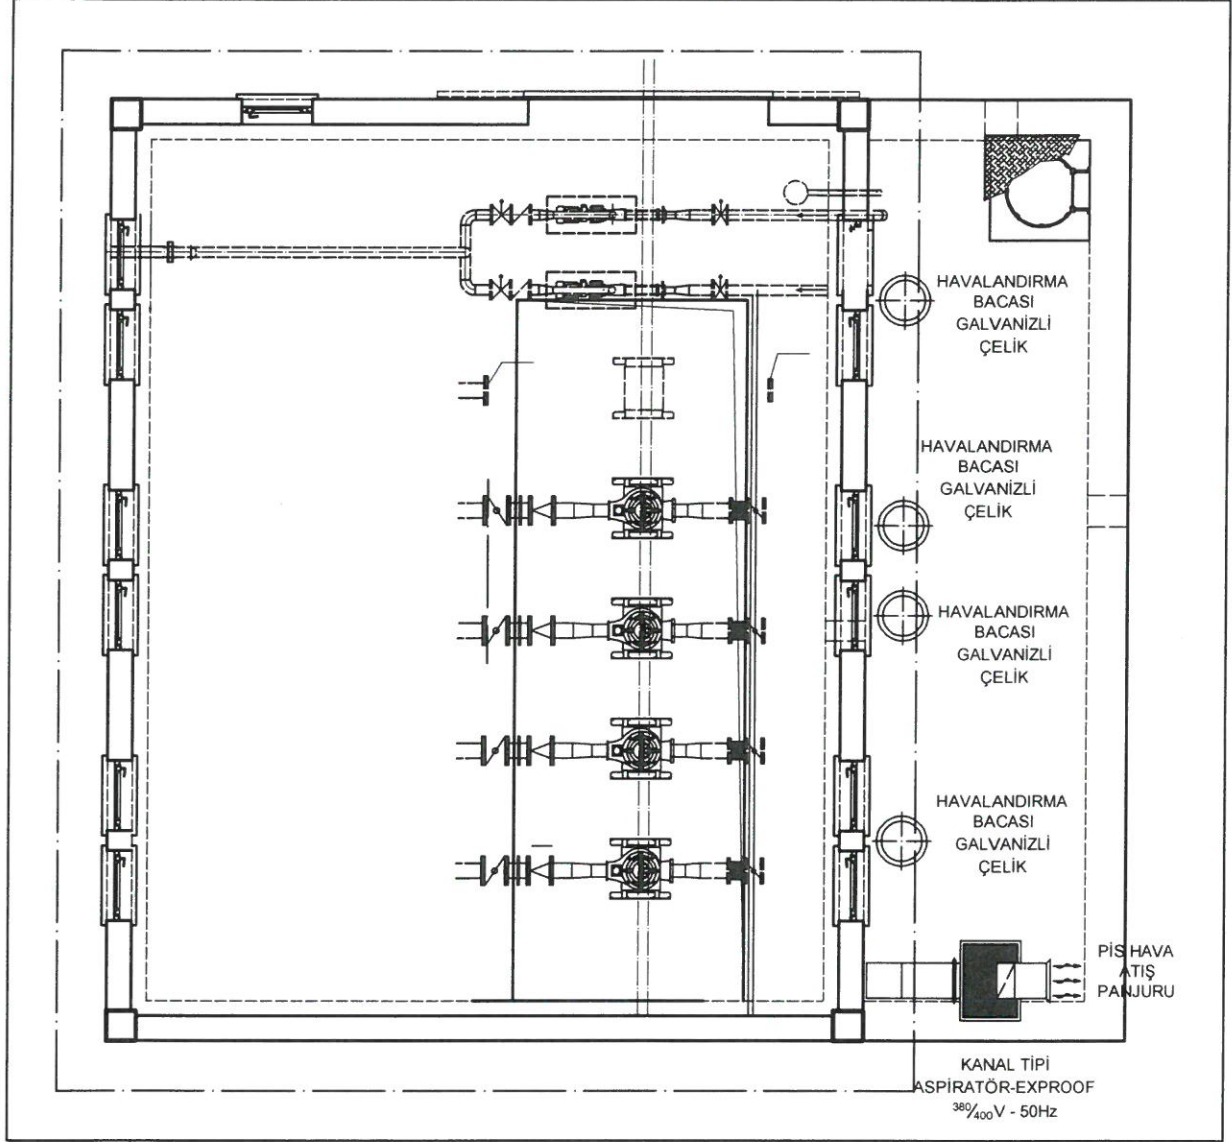 HAVALANDIRMA
BACASI
GALVANİZLİ
ÇELİK
HAVALANDIRMA
BACASI
GALVANİZLİ
ÇELİK
HAVALANDIRMA
BACASI
GALVANİZLİ
ÇELİK
HAVALANDIRMA
BACASI
GALVANİZLİ
ÇELİK
PİS HAVA
ATIŞ
PANJURU
KANAL TİPİ
ASPİRATÖR-EXPROOF
380/400V - 50Hz